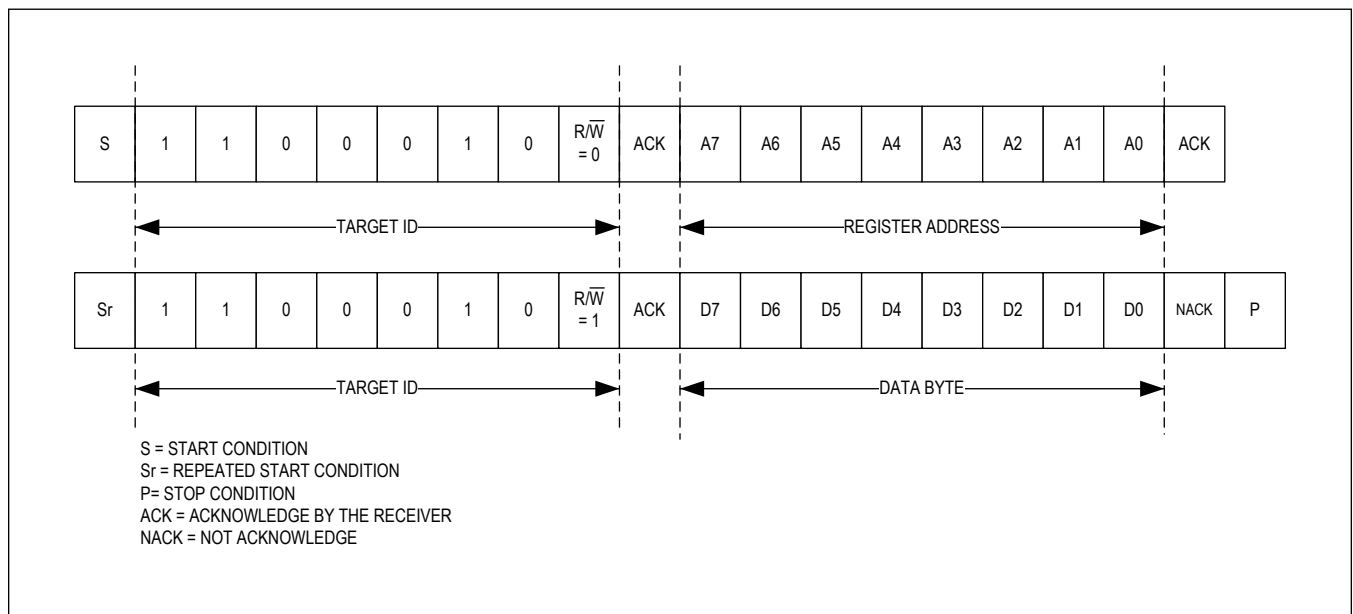 S 1 1 0 0 0 1 0 R/W̅ = 0 ACK A7 A6 A5 A4 A3 A2 A1 A0 ACK
TARGET ID REGISTER ADDRESS
Sr 1 1 0 0 0 1 0 R/W̅ = 1 ACK D7 D6 D5 D4 D3 D2 D1 D0 NACK P
TARGET ID DATA BYTE
S = START CONDITION
Sr = REPEATED START CONDITION
P= STOP CONDITION
ACK = ACKNOWLEDGE BY THE RECEIVER
NACK = NOT ACKNOWLEDGE